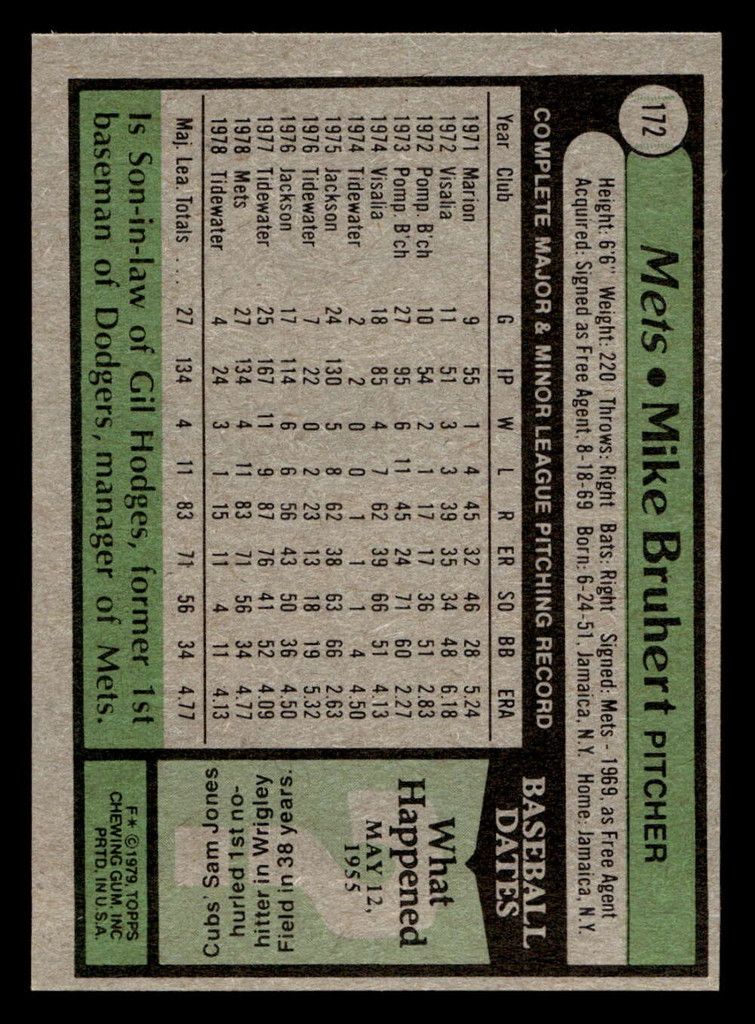 172
Mets • Mike Bruhert PITCHER
Height: 6'6" Weight: 220 Throws: Right Bats: Right Signed: Mets - 1969, as Free Agent
Acquired: Signed as Free Agent, 8-18-69 Born: 6-24-51, Jamaica, N.Y. Home: Jamaica, N.Y.
COMPLETE MAJOR & MINOR LEAGUE PITCHING RECORD
Year Club G IP W L R ER SO BB ERA
1971 Marion 9 55 1 4 45 32 46 28 5.24
1972 Visalia 11 51 3 3 39 35 34 48 6.18
1972 Pomp. B'ch 10 54 2 1 17 17 36 51 2.83
1973 Pomp. B'ch 27 95 6 11 45 24 71 60 2.27
1974 Visalia 18 85 4 7 62 39 66 51 4.13
1974 Tidewater 2 2 0 0 1 1 1 4 4.50
1975 Jackson 24 130 5 8 62 38 63 66 2.63
1976 Tidewater 7 22 0 2 23 13 18 19 5.32
1976 Jackson 17 114 6 6 56 43 50 36 4.50
1977 Tidewater 25 167 11 9 87 76 41 52 4.09
1978 Mets 27 134 4 11 83 71 56 34 4.77
1978 Tidewater 4 24 3 1 15 11 4 11 4.13
Maj. Lea. Totals . . . 27 134 4 11 83 71 56 34 4.77
Is Son-in-law of Gil Hodges, former 1st
baseman of Dodgers, manager of Mets.
BASEBALL
DATES
What
Happened
MAY 12,
1955
Cubs, Sam Jones
hurled 1st no-
hitter in Wrigley
Field in 38 years.
F* ©1979, TOPPS
CHEWING GUM, INC
PRTD. IN U.S.A.